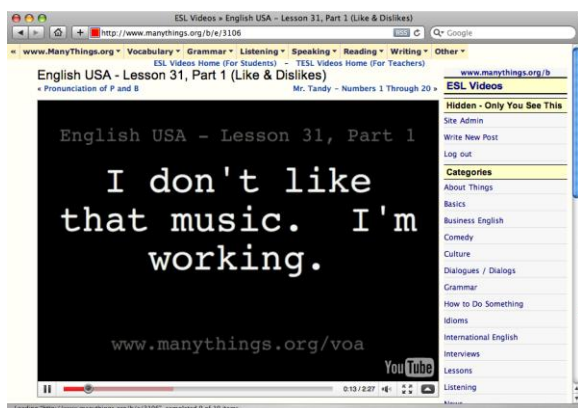 ESL Videos » English USA – Lesson 31, Part 1 (Like & Dislikes)
http://www.manythings.org/b/e/3106 RSS Google
« www.ManyThings.org Vocabulary Grammar Listening Speaking Reading Writing Other
ESL Videos Home (For Students) – TESL Videos Home (For Teachers)
English USA - Lesson 31, Part 1 (Like & Dislikes)
« Pronunciation of P and B Mr. Tandy – Numbers 1 Through 20 »
English USA – Lesson 31, Part 1
I don't like
that music. I'm
working.
www.manythings.org/voa
YouTube
0:13 / 2:27
www.manythings.org/b
ESL Videos
Hidden - Only You See This
Site Admin
Write New Post
Log out
Categories
About Things
Basics
Business English
Comedy
Culture
Dialogues / Dialogs
Grammar
How to Do Something
Idioms
International English
Interviews
Lessons
Listening
News